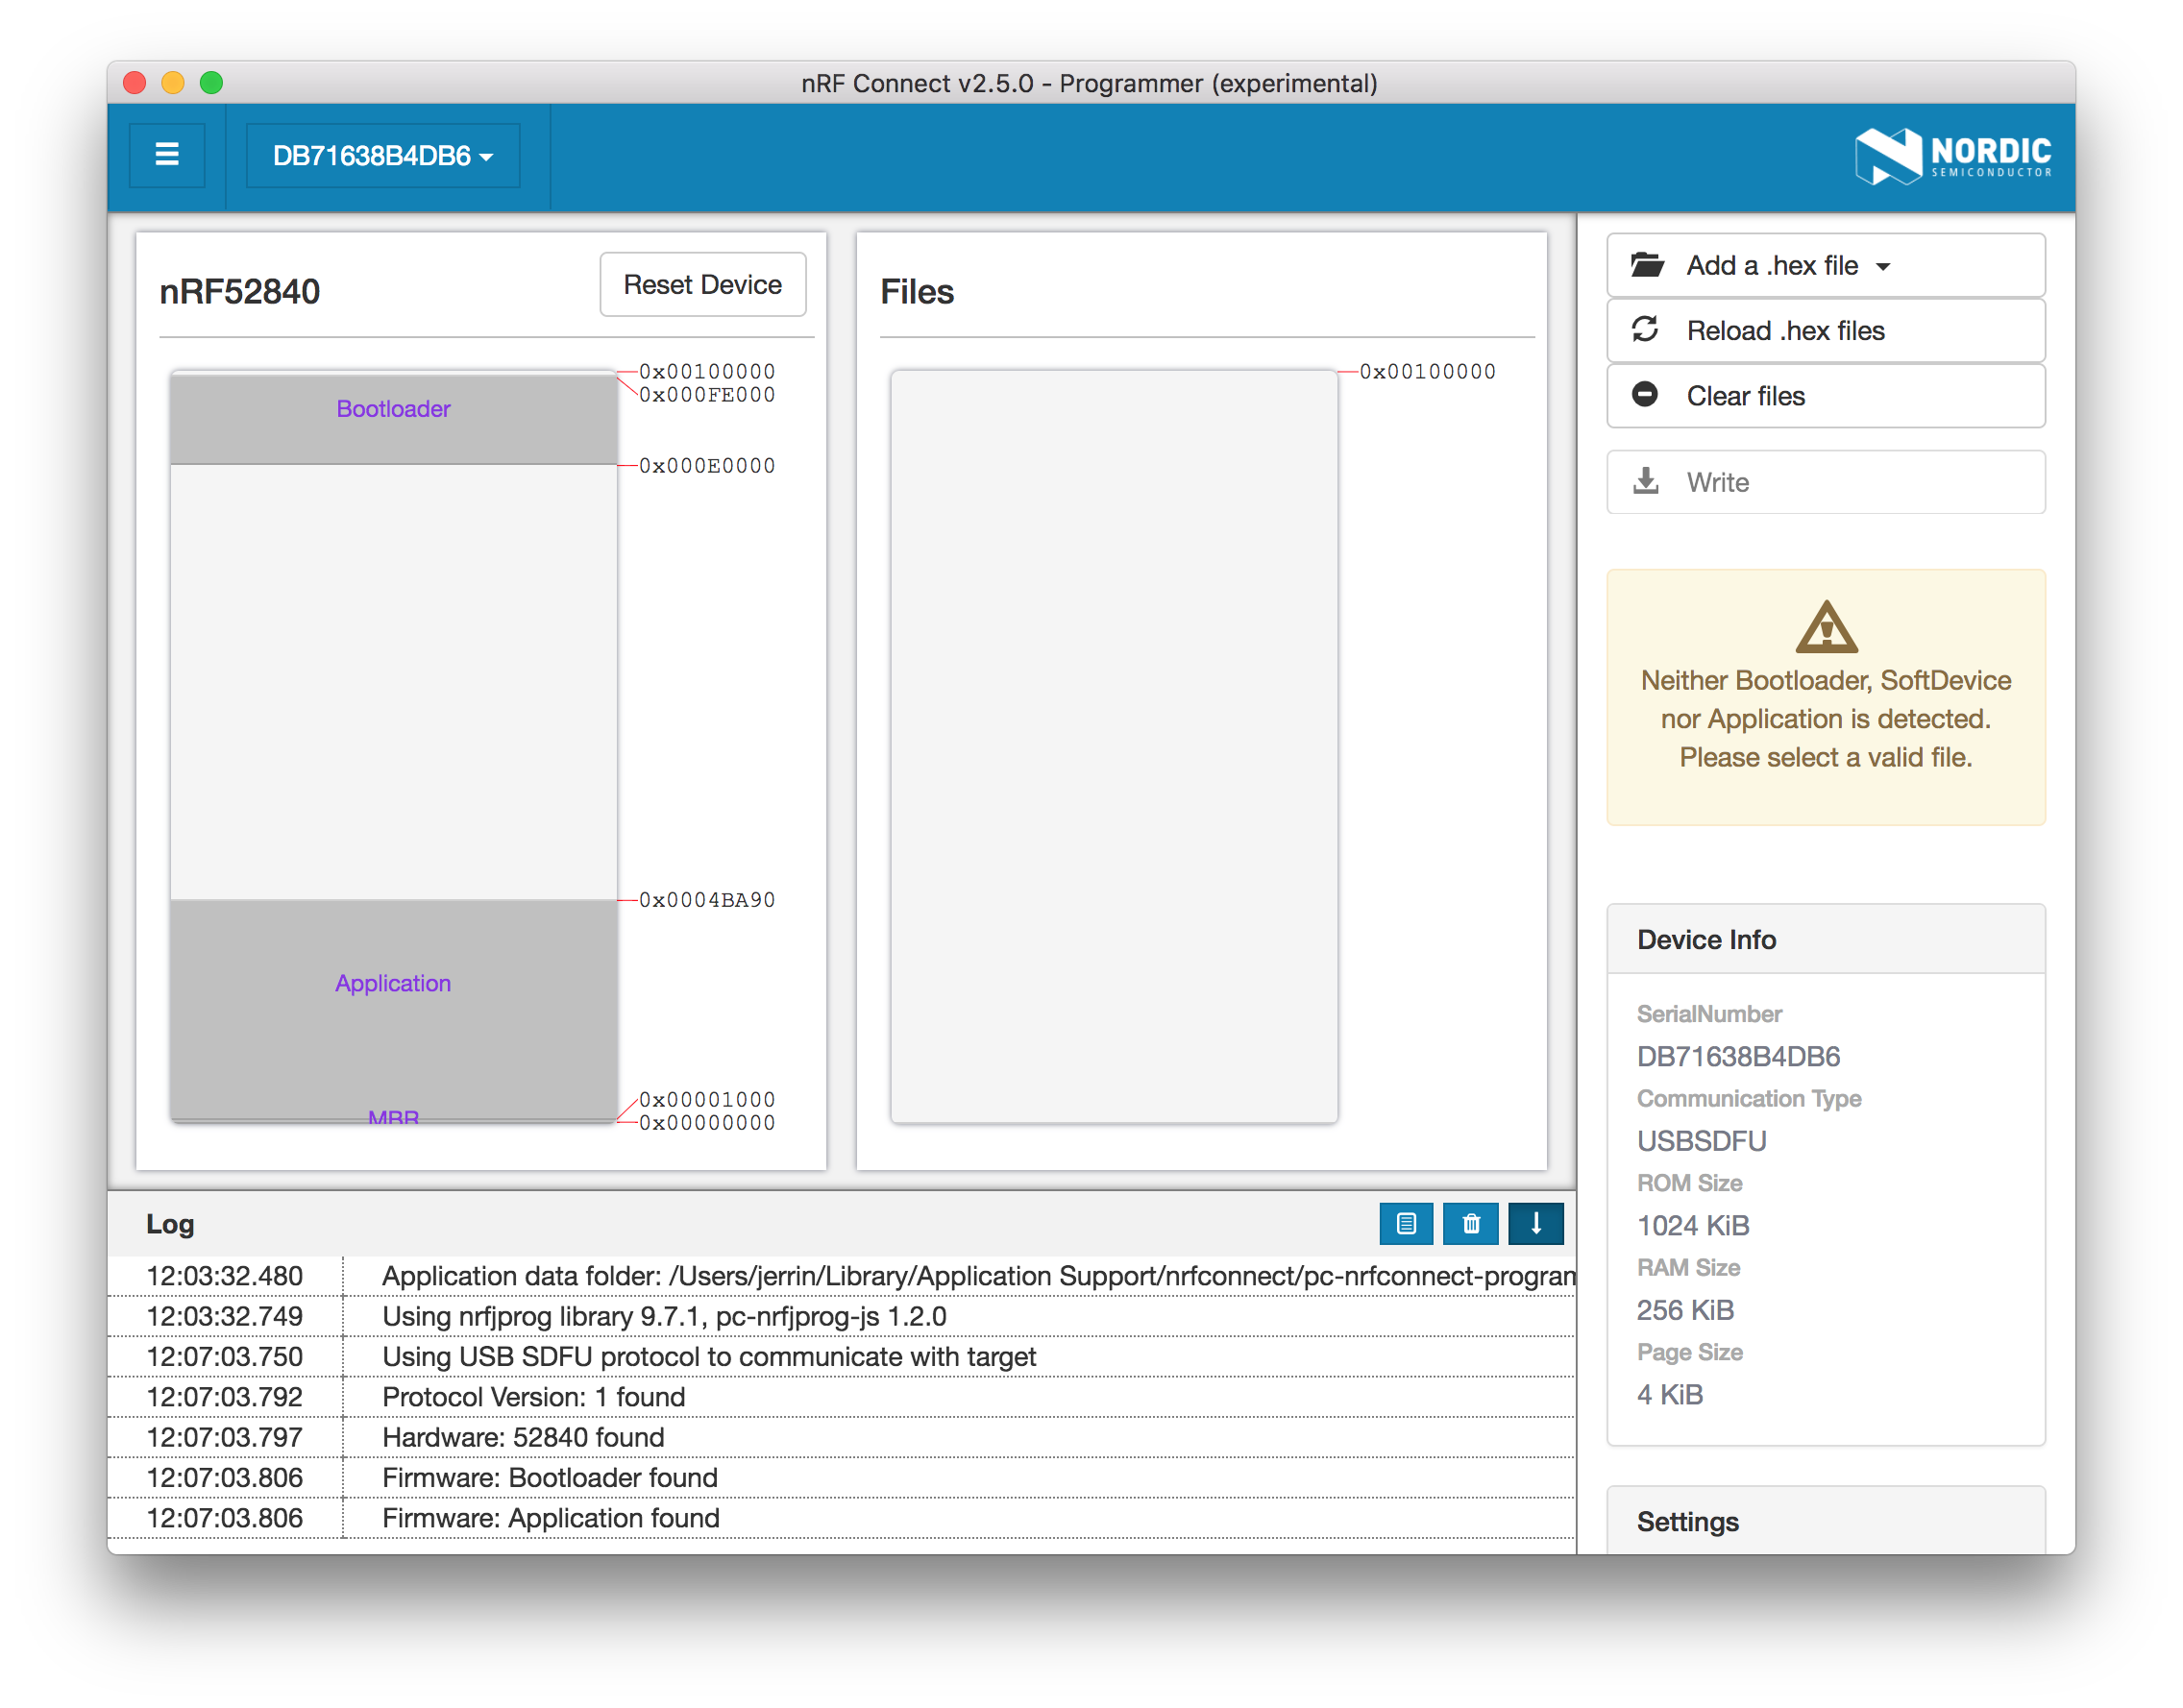 nRF Connect v2.5.0 - Programmer (experimental)
DB71638B4DB6
NORDIC
SEMICONDUCTOR
nRF52840
Reset Device
0x00100000
0x000FE000
Bootloader
0x000E0000
0x0004BA90
Application
0x00001000
MBR
0x00000000
Files
0x00100000
Add a .hex file
Reload .hex files
Clear files
Write
Neither Bootloader, SoftDevice
nor Application is detected.
Please select a valid file.
Device Info
SerialNumber
DB71638B4DB6
Communication Type
USBSDFU
ROM Size
1024 KiB
RAM Size
256 KiB
Page Size
4 KiB
Settings
Log
12:03:32.480 Application data folder: /Users/jerrin/Library/Application Support/nrfconnect/pc-nrfconnect-program
12:03:32.749 Using nrfjprog library 9.7.1, pc-nrfjprog-js 1.2.0
12:07:03.750 Using USB SDFU protocol to communicate with target
12:07:03.792 Protocol Version: 1 found
12:07:03.797 Hardware: 52840 found
12:07:03.806 Firmware: Bootloader found
12:07:03.806 Firmware: Application found